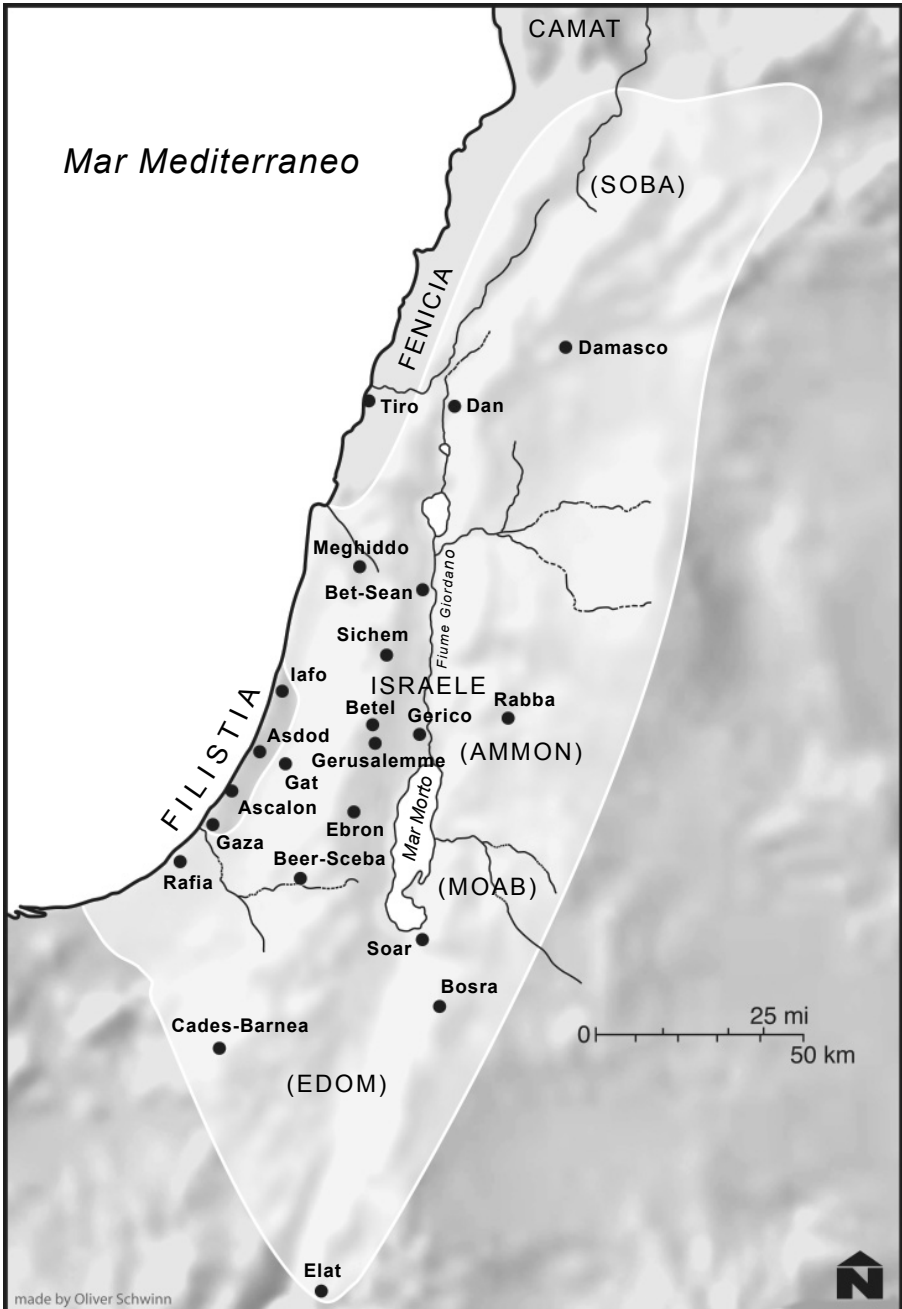 CAMAT
Mar Mediterraneo
(SOBA)
FENICIA
Damasco
Tiro
Dan
Meghiddo
Bet-Sean
Fiume Giordano
Sichem
Iafo
ISRAELE
FILISTIA
Betel
Gerico
Rabba
Asdod
Gerusalemme
(AMMON)
Gat
Ascalon
Ebron
Mar Morto
Gaza
Beer-Sceba
Rafia
(MOAB)
Soar
Bosra
Cades-Barnea
25 mi
0
50 km
(EDOM)
Elat
N
made by Oliver Schwinn